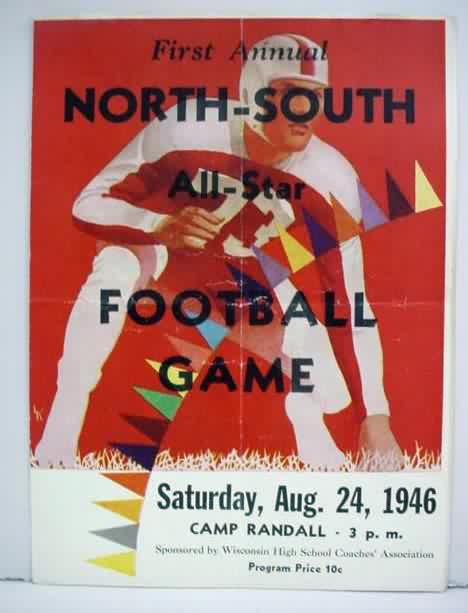 First Annual
NORTH-SOUTH
All-Star
FOOTBALL
GAME
Saturday, Aug. 24, 1946
CAMP RANDALL - 3 p. m.
Sponsored by Wisconsin High School Coaches' Association
Program Price 10c